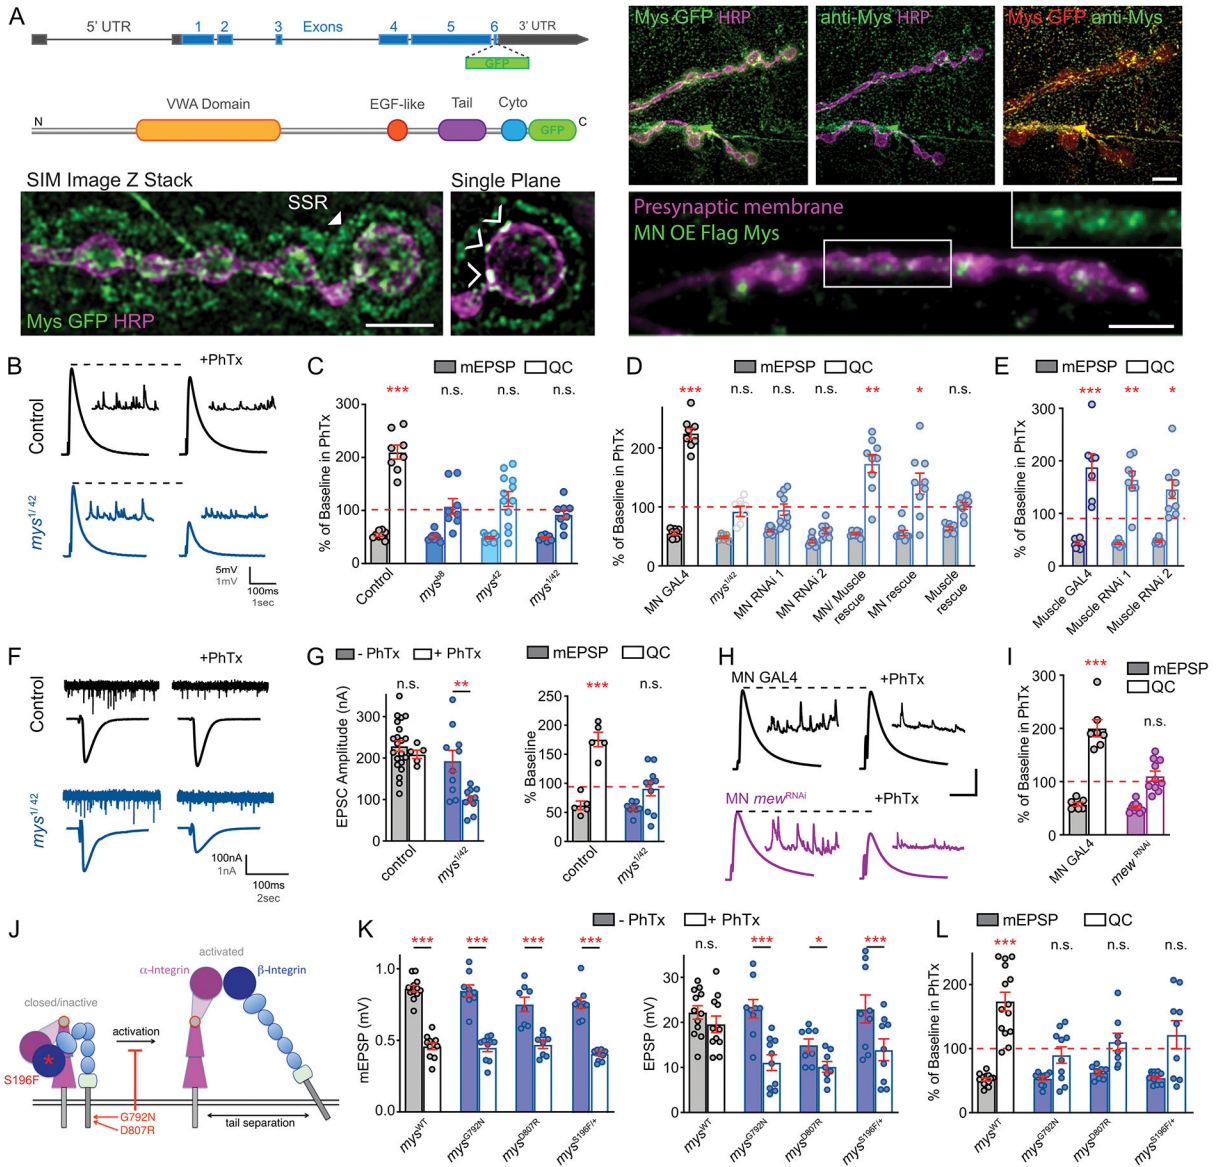 A
5' UTR
1
2
3
Exons
4
5
6
3' UTR
GFP
VWA Domain
EGF-like
Tail
Cyto
N
GFP
C
SIM Image Z Stack
Single Plane
SSR
Mys GFP HRP
Mys GFP HRP
anti-Mys HRP
Mys GFP anti-Mys
Presynaptic membrane
MN OE Flag Mys
B
+PhTx
Control
mys1/42
5mV
1mV
100ms
1sec
C
mEPSP QC
*** n.s. n.s. n.s.
% of Baseline in PhTx
300
200
100
0
Control
mysb8
mys42
mys1/42
D
mEPSP QC
*** n.s. n.s. n.s. ** * n.s.
% of Baseline in PhTx
200
100
0
MN GAL4
mys1/42
MN RNAi 1
MN RNAi 2
MN/ Muscle rescue
MN rescue
Muscle rescue
E
mEPSP QC
*** ** *
% of Baseline in PhTx
300
200
100
0
Muscle GAL4
Muscle RNAi 1
Muscle RNAi 2
F
+PhTx
Control
mys1/42
100nA
1nA
100ms
2sec
G
- PhTx + PhTx
n.s. **
EPSC Amplitude (nA)
300
200
100
0
control
mys1/42
mEPSP QC
*** n.s.
% Baseline
250
200
150
100
50
0
control
mys1/42
H
MN GAL4
+PhTx
MN mewRNAi
+PhTx
I
mEPSP
QC
***
n.s.
% of Baseline in PhTx
300
200
100
0
MN GAL4
mew RNAi
J
activated
α-Integrin
β-Integrin
closed/inactive
activation
*
S196F
G792N
D807R
tail separation
K
- PhTx + PhTx
*** *** *** ***
mEPSP (mV)
1.0
0.5
0.0
mysWT
mysG792N
mysD807R
mysS196F/+
n.s. *** * ***
EPSP (mV)
30
20
10
0
mysWT
mysG792N
mysD807R
mysS196F/+
L
mEPSP QC
*** n.s. n.s. n.s.
% of Baseline in PhTx
200
100
0
mysWT
mysG792N
mysD807R
mysS196F/+